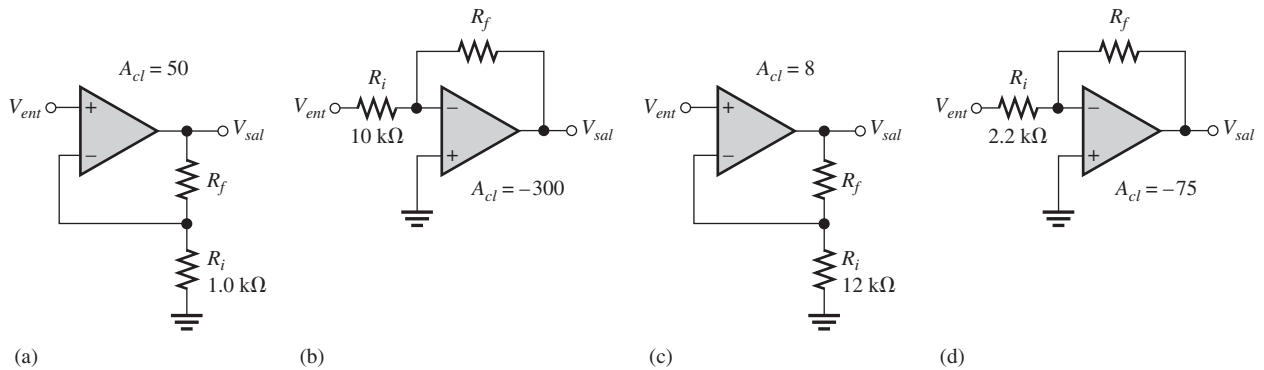 A_cl = 50
V_ent
+
−
V_sal
R_f
R_i
1.0 kΩ
(a)
R_f
R_i
V_ent
10 kΩ
−
+
V_sal
A_cl = −300
(b)
A_cl = 8
V_ent
+
−
V_sal
R_f
R_i
12 kΩ
(c)
R_f
R_i
V_ent
2.2 kΩ
−
+
V_sal
A_cl = −75
(d)